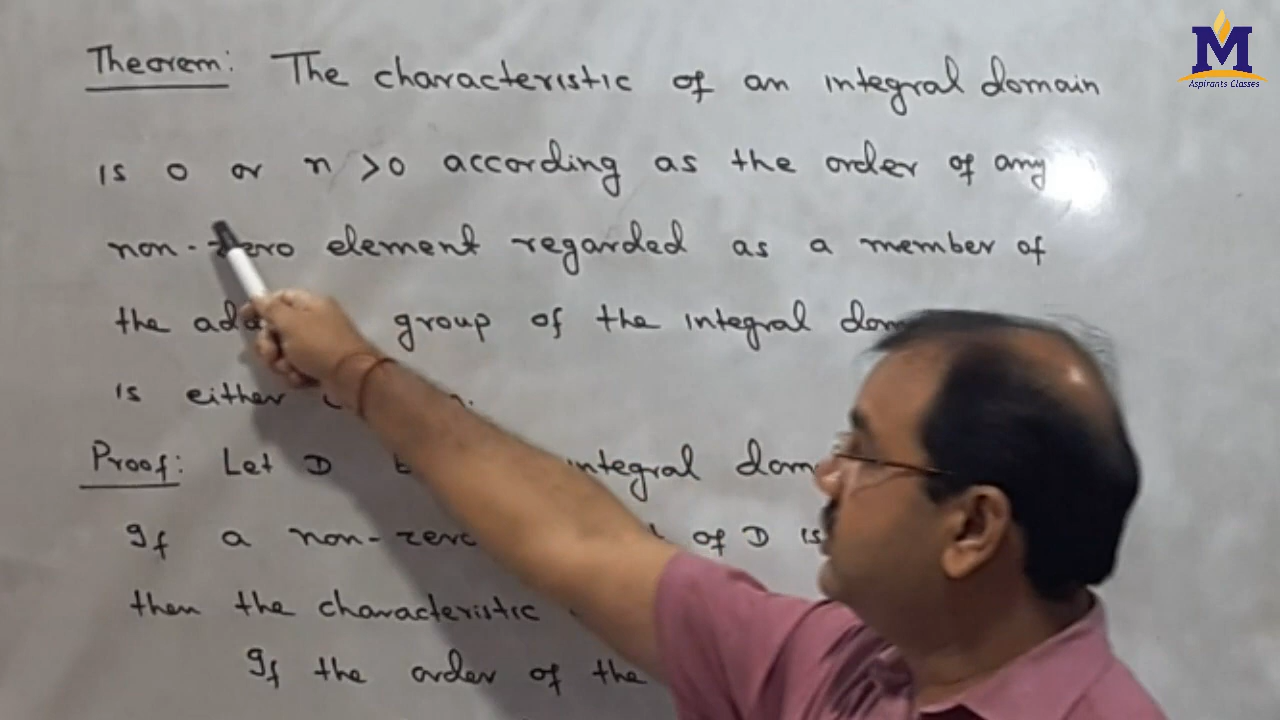 Theorem: The characteristic of an integral domain
is 0 or n >0 according as the order of any
non-zero element regarded as a member of
the group of the integral
is either
Proof: Let D integral
If a non-zero of D is
then the characteristic
If the order of the
M
Aspirants Classes